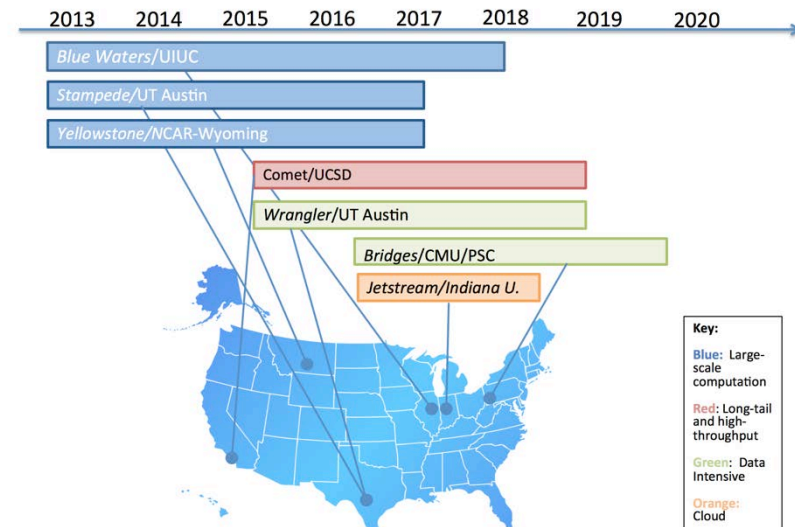 2013 2014 2015 2016 2017 2018 2019 2020
Blue Waters/UIUC
Stampede/UT Austin
Yellowstone/NCAR-Wyoming
Comet/UCSD
Wrangler/UT Austin
Bridges/CMU/PSC
Jetstream/Indiana U.
Key:
Blue: Large-
scale
computation
Red: Long-tail
and high-
throughput
Green: Data
Intensive
Orange:
Cloud